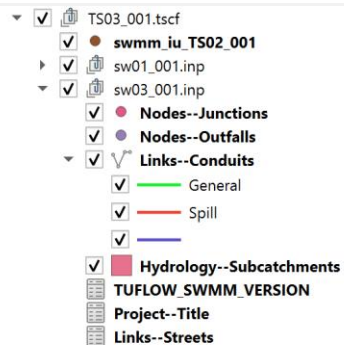 TS03_001.tscf
swmm_iu_TS02_001
sw01_001.inp
sw03_001.inp
Nodes--Junctions
Nodes--Outfalls
Links--Conduits
General
Spill
Hydrology--Subcatchments
TUFLOW_SWMM_VERSION
Project--Title
Links--Streets